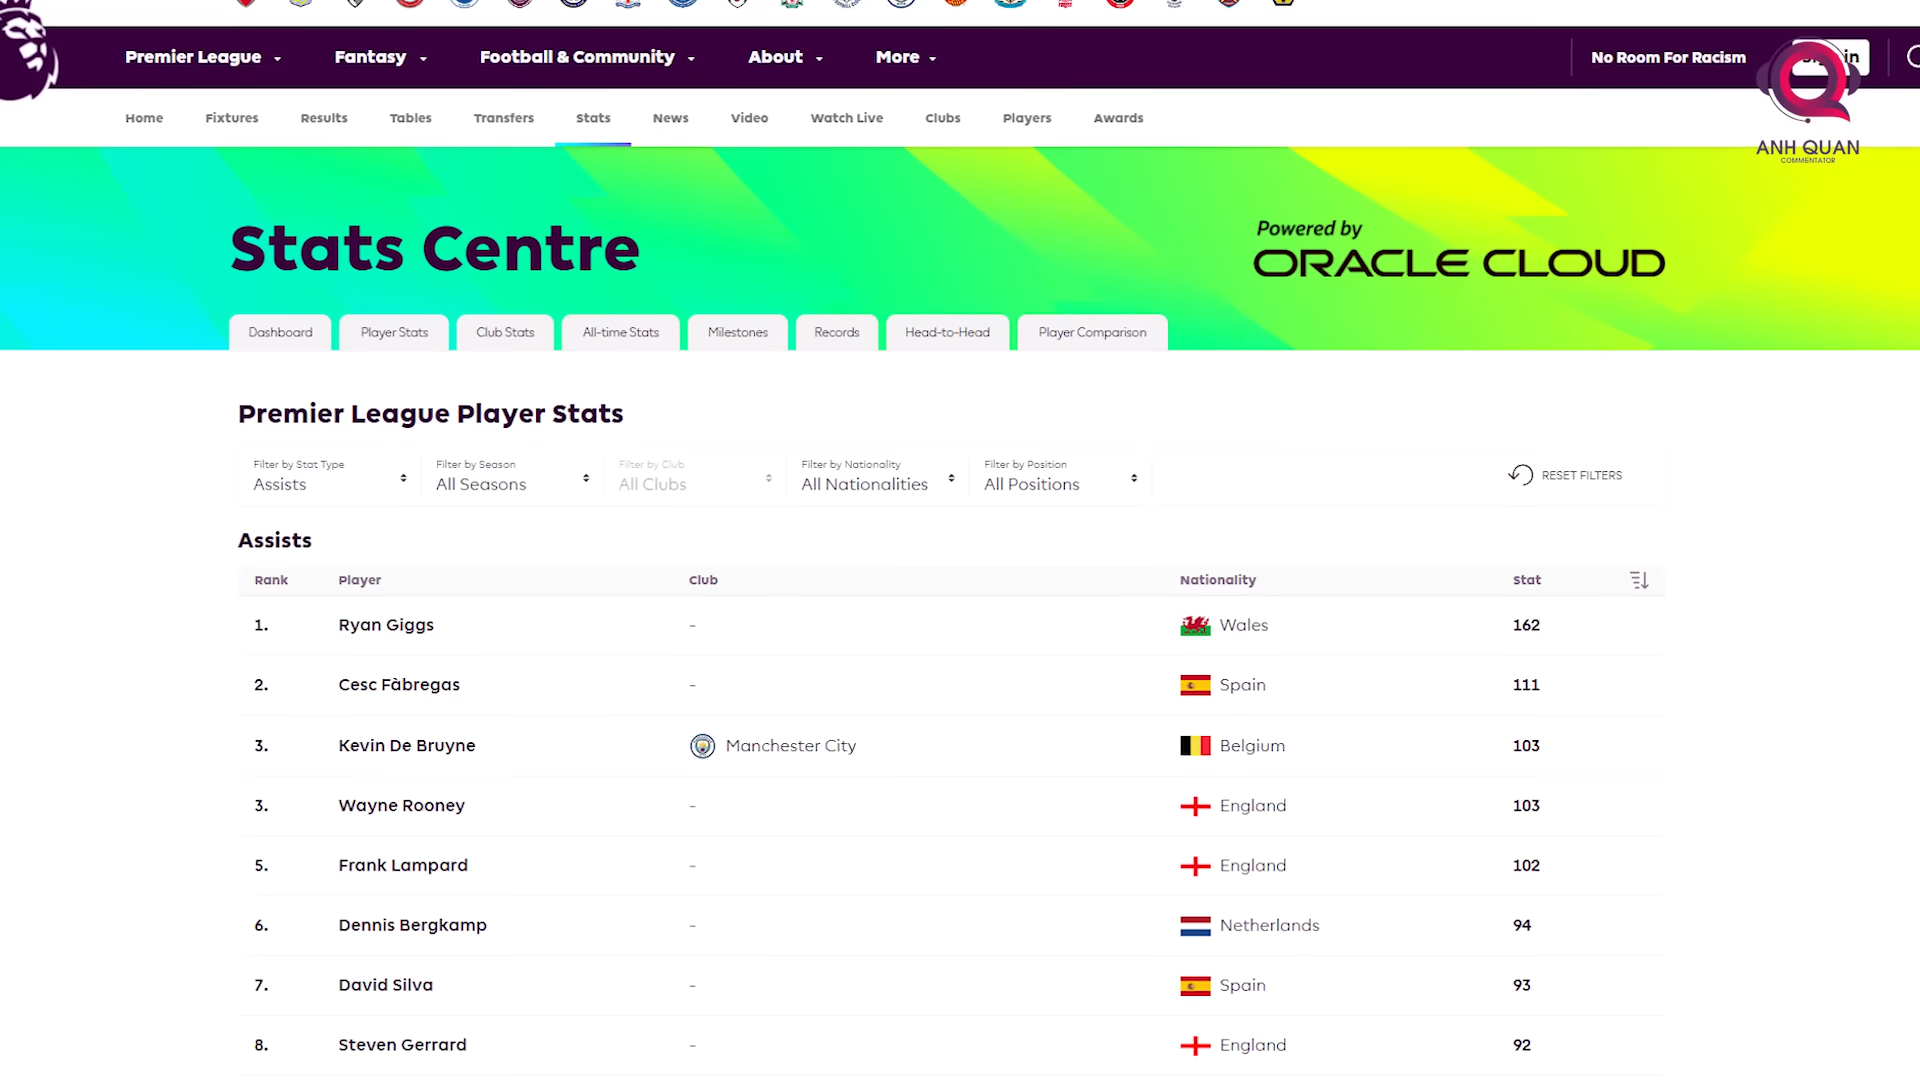 Premier League
Fantasy
Football & Community
About
More
No Room For Racism
in
ANH QUAN
COMMENTATOR
Home
Fixtures
Results
Tables
Transfers
Stats
News
Video
Watch Live
Clubs
Players
Awards
Stats Centre
Powered by
ORACLE CLOUD
Dashboard
Player Stats
Club Stats
All-time Stats
Milestones
Records
Head-to-Head
Player Comparison
Premier League Player Stats
Filter by Stat Type
Assists
Filter by Season
All Seasons
Filter by Club
All Clubs
Filter by Nationality
All Nationalities
Filter by Position
All Positions
RESET FILTERS
Assists
Rank Player Club Nationality Stat
1. Ryan Giggs - Wales 162
2. Cesc Fàbregas - Spain 111
3. Kevin De Bruyne Manchester City Belgium 103
3. Wayne Rooney - England 103
5. Frank Lampard - England 102
6. Dennis Bergkamp - Netherlands 94
7. David Silva - Spain 93
8. Steven Gerrard - England 92